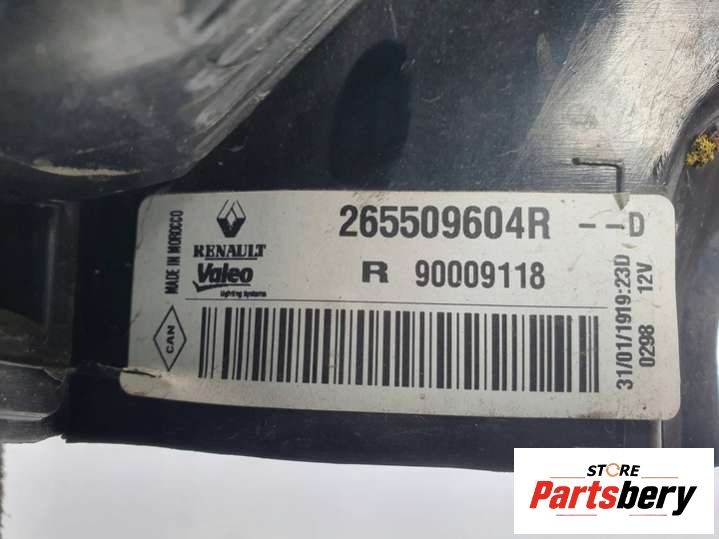 MADE IN MOROCCO
RENAULT
Valeo
Lighting Systems
CAN
265509604R --D
R 90009118
31/01/1919:23D
0298 12V
STORE
Partsbery